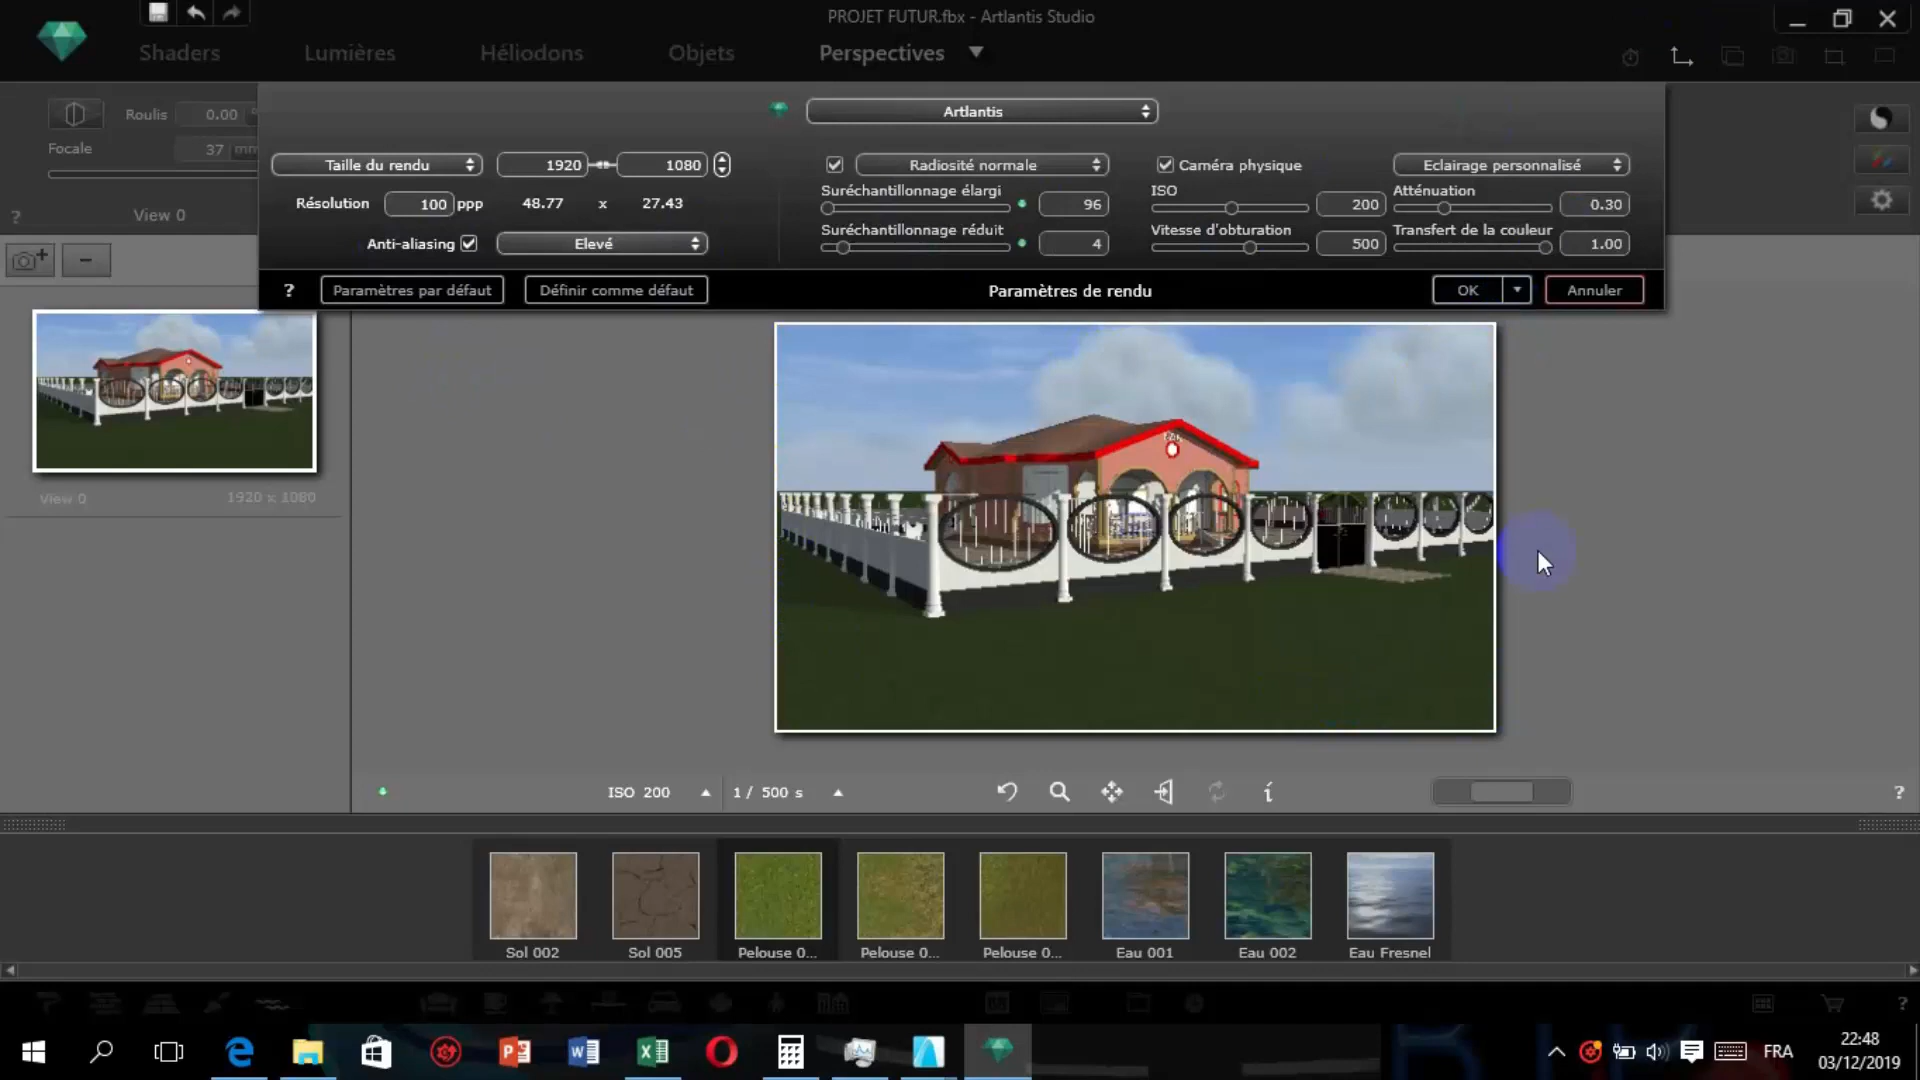 PROJET FUTUR.fbx - Artlantis Studio
Shaders
Lumières
Héliodons
Objets
Perspectives
Artlantis
Roulis
0.00
Focale
37 mm
Taille du rendu
1920
1080
Résolution
100 ppp
48.77 x 27.43
Anti-aliasing
Elevé
Radiosité normale
Suréchantillonnage élargi
96
Suréchantillonnage réduit
4
Caméra physique
ISO
200
Vitesse d'obturation
500
Eclairage personnalisé
Atténuation
0.30
Transfert de la couleur
1.00
? View 0
? Paramètres par défaut
Définir comme défaut
Paramètres de rendu
OK
Annuler
View 0
1920 x 1080
ISO 200
1 / 500 s
i
?
Sol 002
Sol 005
Pelouse 0...
Pelouse 0...
Pelouse 0...
Eau 001
Eau 002
Eau Fresnel
?
FRA
22:48
03/12/2019